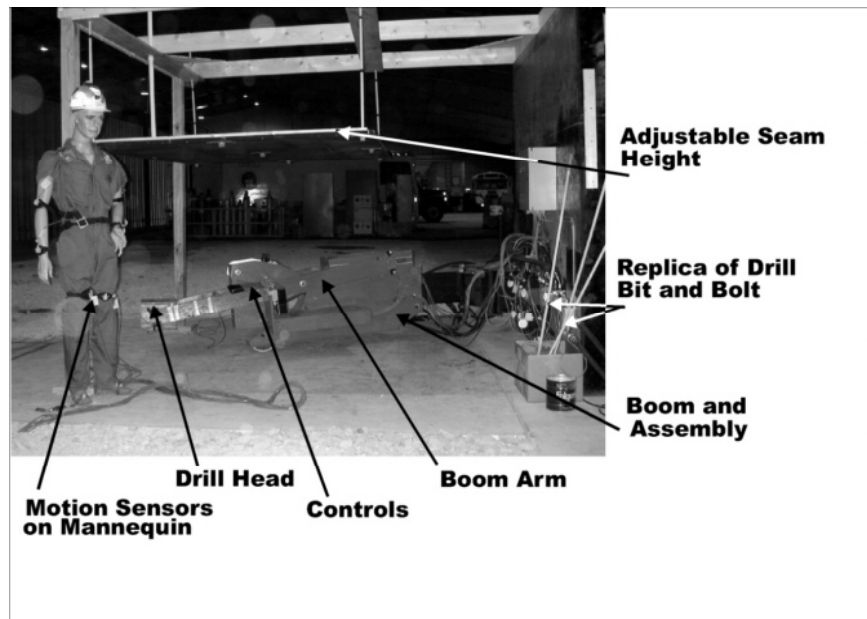 Adjustable Seam
Height
Replica of Drill
Bit and Bolt
Boom and
Assembly
Drill Head
Boom Arm
Motion Sensors
on Mannequin
Controls